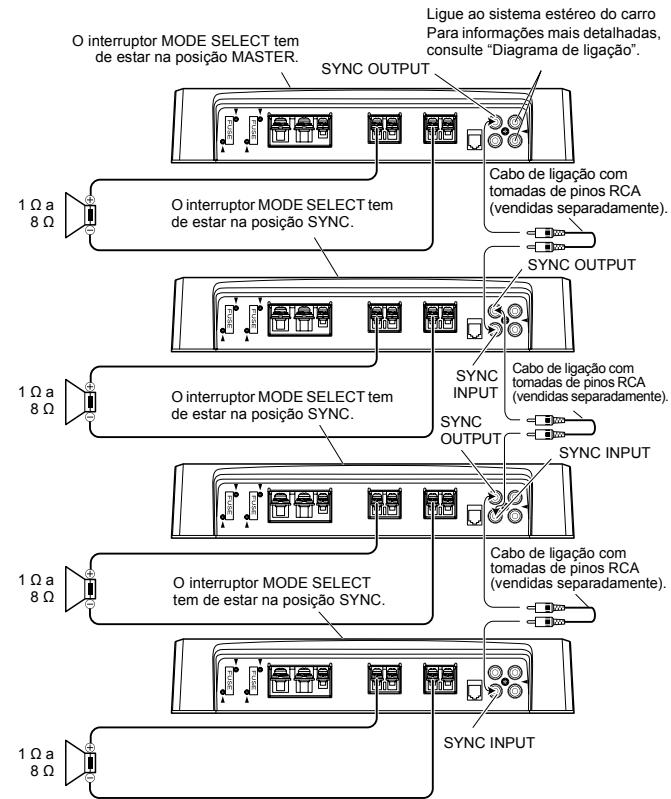 Ligue ao sistema estéreo do carro
Para informações mais detalhadas,
consulte “Diagrama de ligação”.
O interruptor MODE SELECT tem
de estar na posição MASTER.
SYNC OUTPUT
FUSE
FUSE
Cabo de ligação com
tomadas de pinos RCA
(vendidas separadamente).
1 Ω a
8 Ω
O interruptor MODE SELECT tem
de estar na posição SYNC.
SYNC OUTPUT
FUSE
FUSE
SYNC
INPUT
Cabo de ligação com
tomadas de pinos RCA
(vendidas separadamente).
1 Ω a
8 Ω
O interruptor MODE SELECT tem
de estar na posição SYNC.
SYNC
OUTPUT
SYNC INPUT
FUSE
FUSE
Cabo de ligação com
tomadas de pinos RCA
(vendidas separadamente).
1 Ω a
8 Ω
O interruptor MODE SELECT
tem de estar na posição SYNC.
FUSE
FUSE
SYNC INPUT
1 Ω a
8 Ω